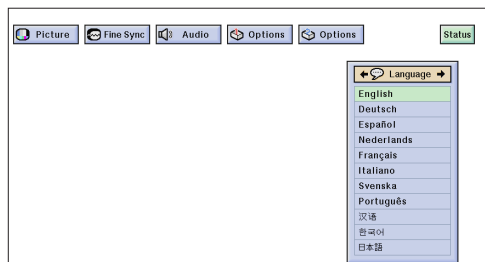 Picture Fine Sync Audio Options Options Status
Language
English
Deutsch
Español
Nederlands
Français
Italiano
Svenska
Português
汉语
한국어
日本語